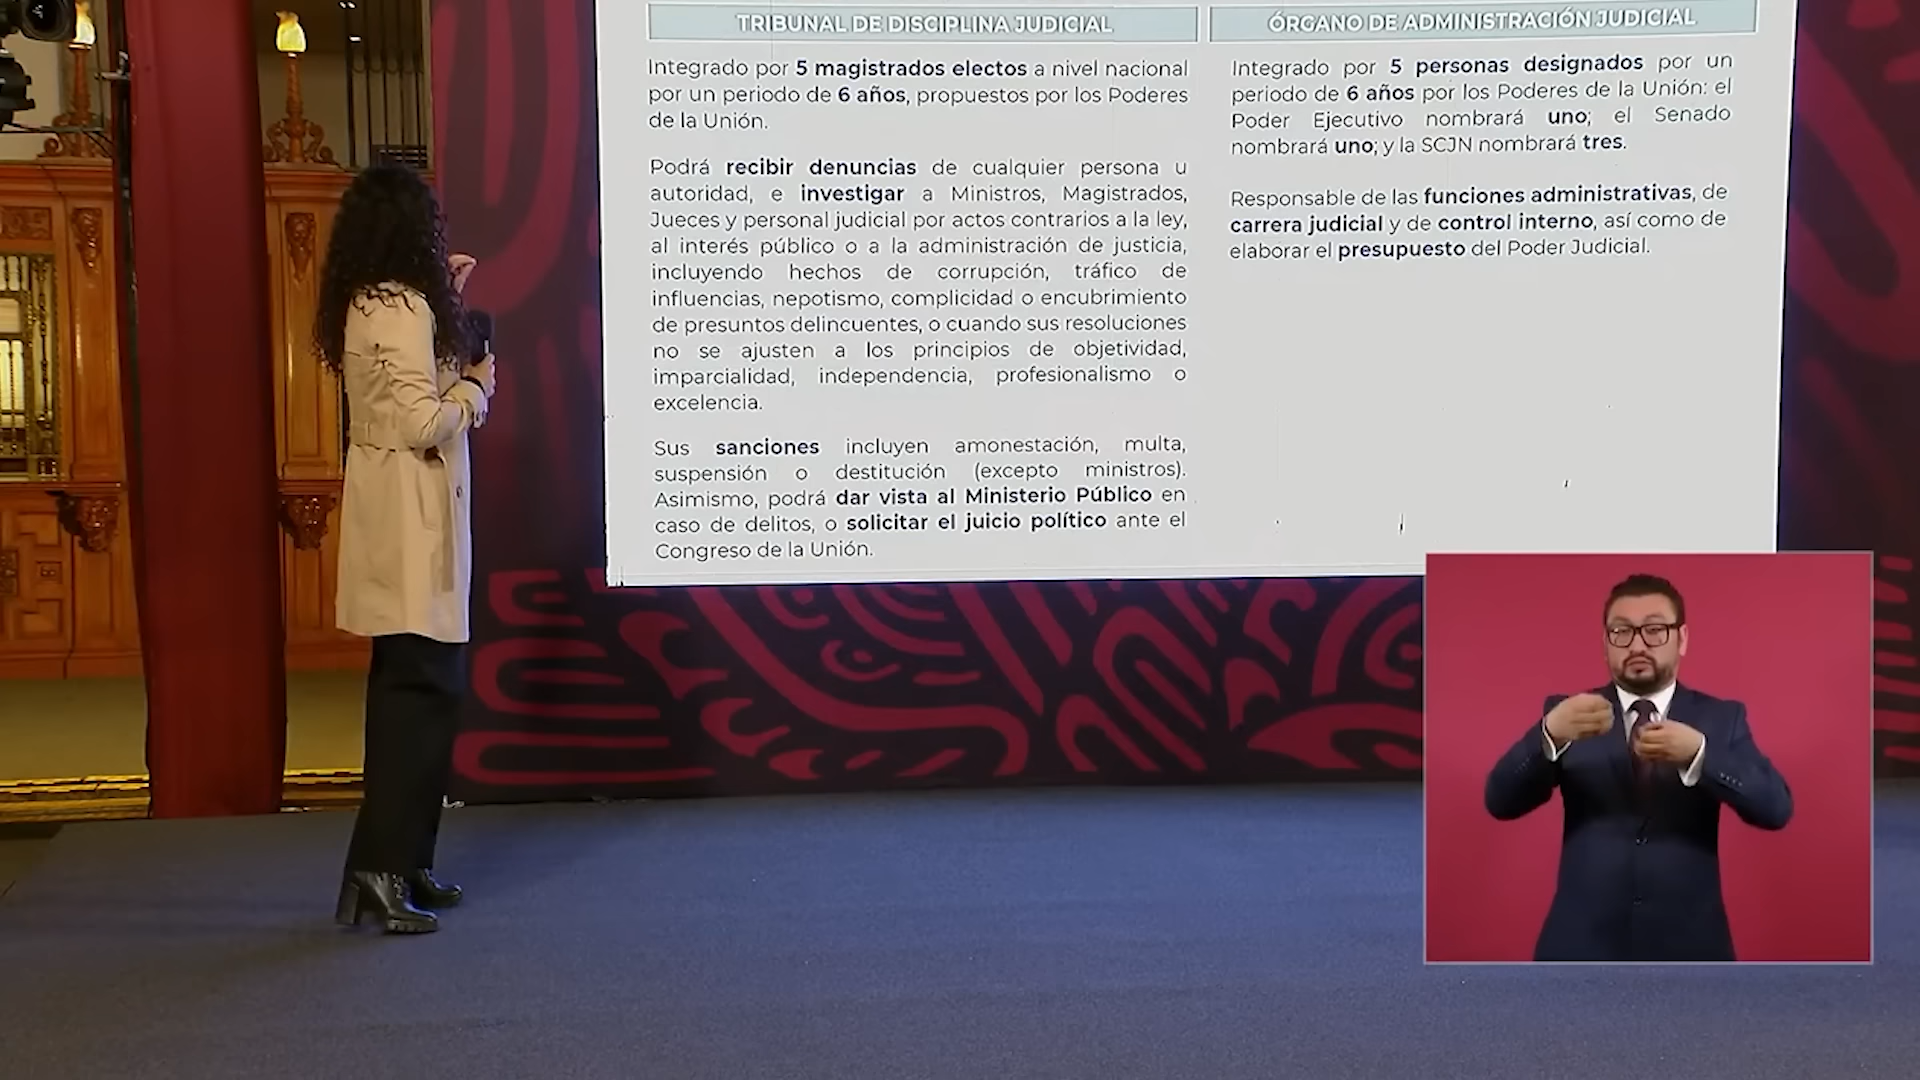 TRIBUNAL DE DISCIPLINA JUDICIAL
Integrado por 5 magistrados electos a nivel nacional
por un periodo de 6 años, propuestos por los Poderes
de la Unión.
Podrá recibir denuncias de cualquier persona u
autoridad, e investigar a Ministros, Magistrados,
Jueces y personal judicial por actos contrarios a la ley,
al interés público o a la administración de justicia,
incluyendo hechos de corrupción, tráfico de
influencias, nepotismo, complicidad o encubrimiento
de presuntos delincuentes, o cuando sus resoluciones
no se ajusten a los principios de objetividad,
imparcialidad, independencia, profesionalismo o
excelencia.
Sus sanciones incluyen amonestación, multa,
suspensión o destitución (excepto ministros).
Asimismo, podrá dar vista al Ministerio Público en
caso de delitos, o solicitar el juicio político ante el
Congreso de la Unión.
ÓRGANO DE ADMINISTRACIÓN JUDICIAL
Integrado por 5 personas designados por un
periodo de 6 años por los Poderes de la Unión: el
Poder Ejecutivo nombrará uno; el Senado
nombrará uno; y la SCJN nombrará tres.
Responsable de las funciones administrativas, de
carrera judicial y de control interno, así como de
elaborar el presupuesto del Poder Judicial.